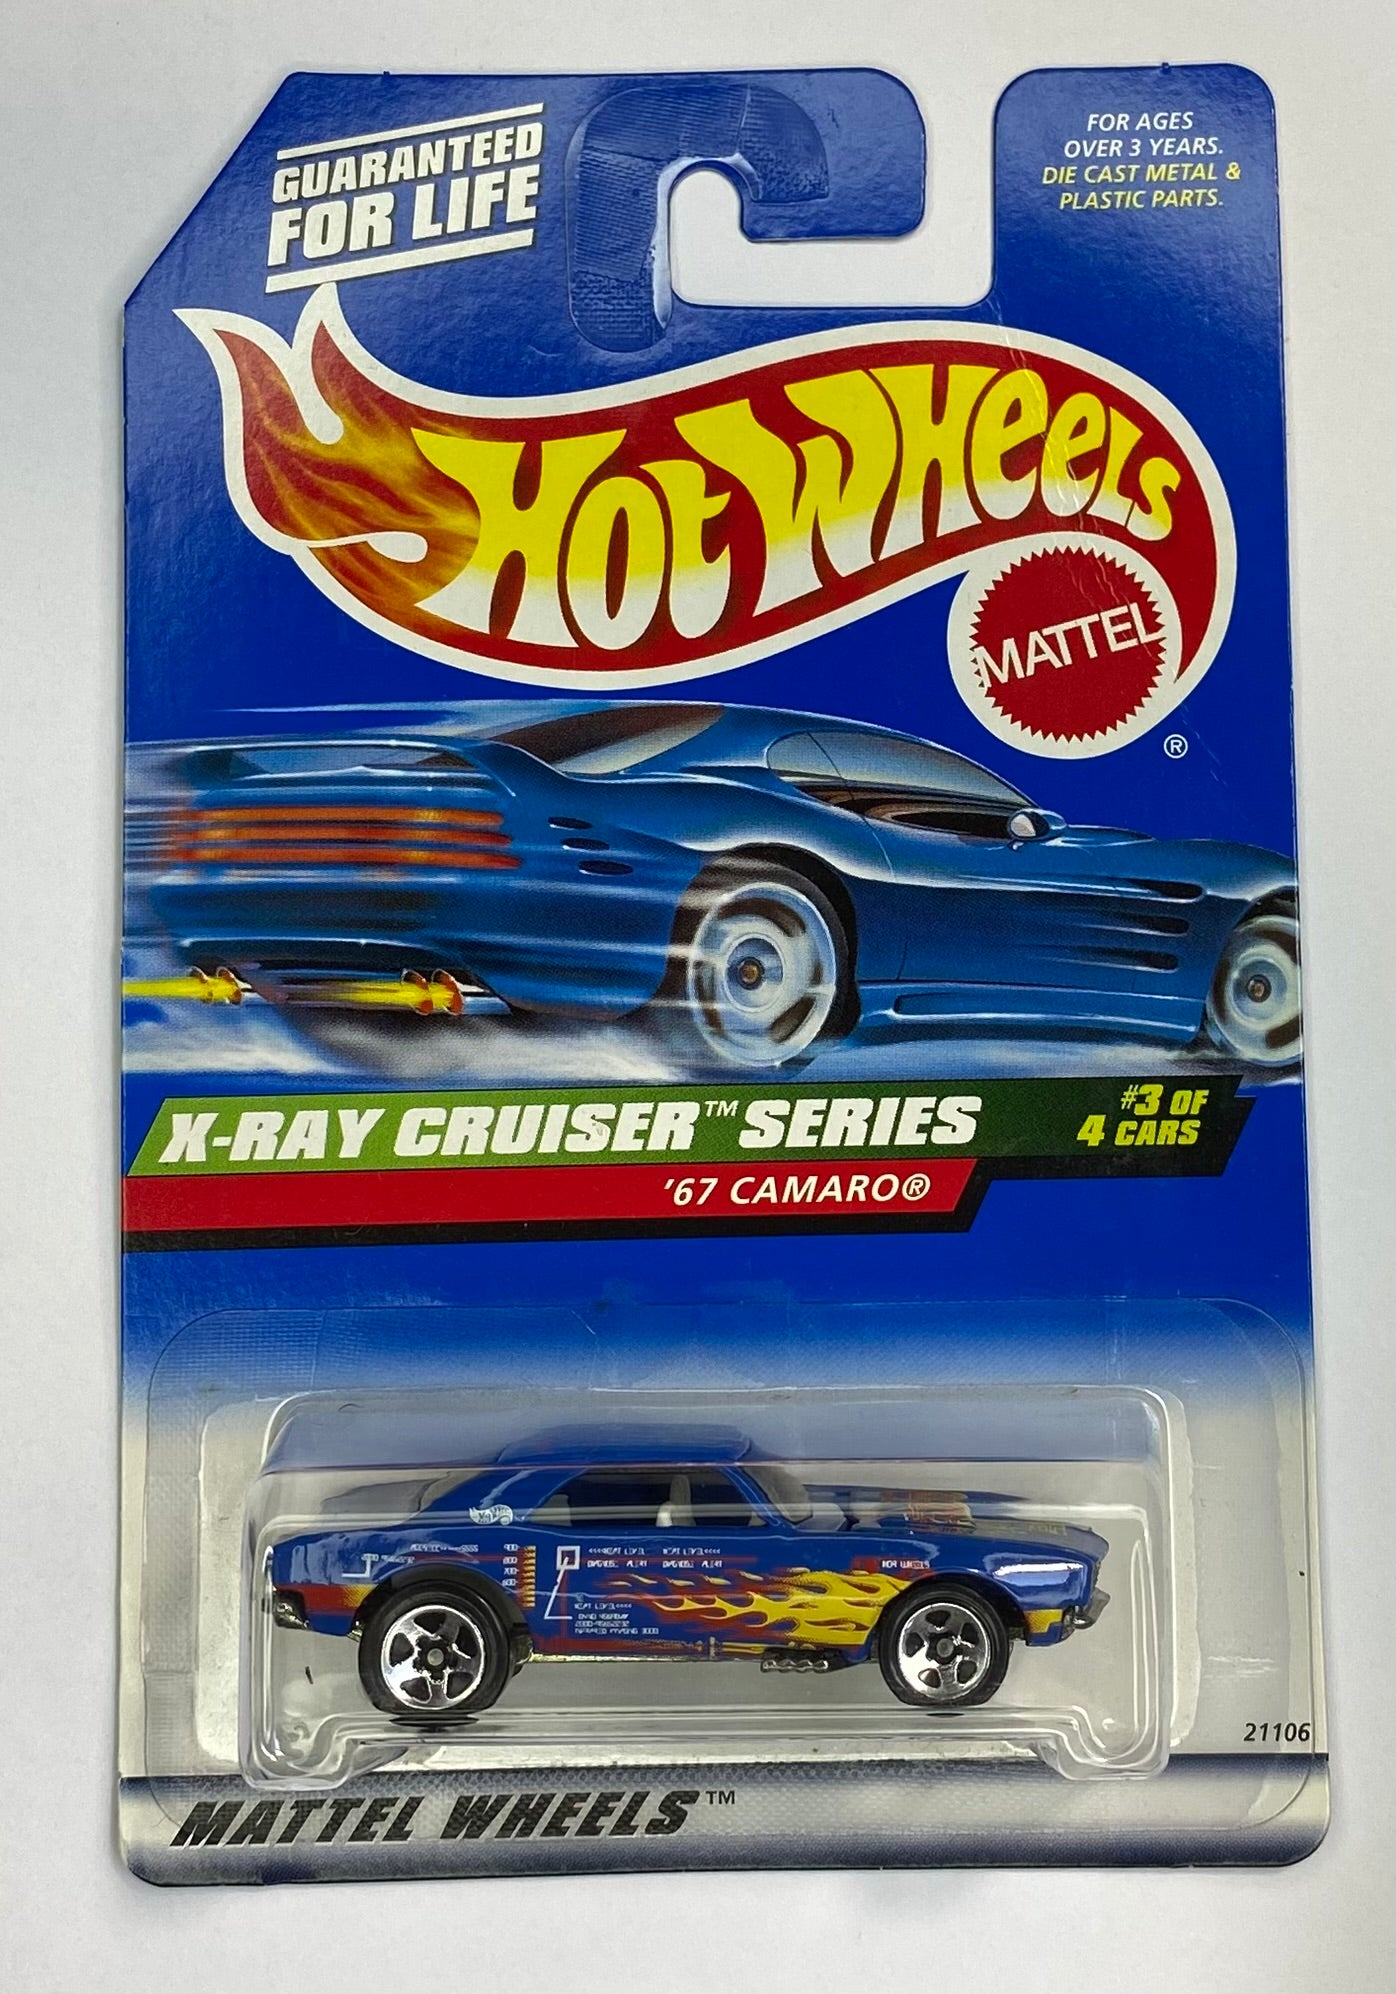 GUARANTEED
FOR LIFE
FOR AGES
OVER 3 YEARS.
DIE CAST METAL &
PLASTIC PARTS.
HOT WHEELS
MATTEL
®
X-RAY CRUISER™ SERIES
#3 OF
4 CARS
'67 CAMARO®
HOT WHEELS
21106
MATTEL WHEELS™